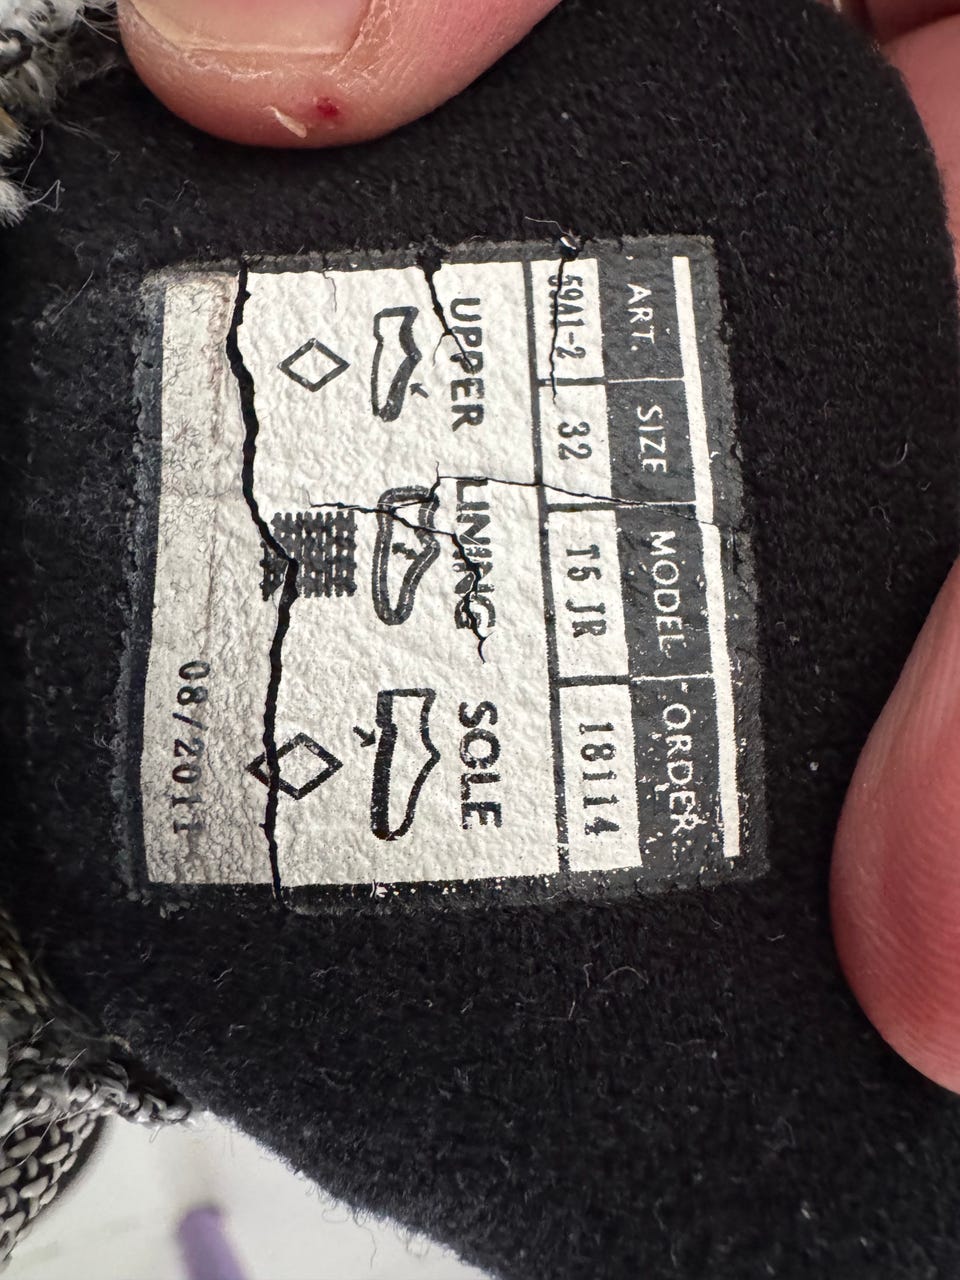 ART. SIZE MODEL ORDER
59A1-2 32 T5 JR 18114
UPPER LINING SOLE
08/2011